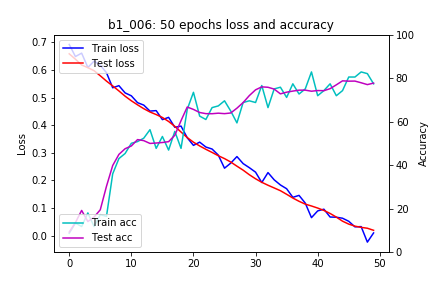 b1_006: 50 epochs loss and accuracy
Train loss
Test loss
Train acc
Test acc
Loss
Accuracy
0.7
0.6
0.5
0.4
0.3
0.2
0.1
0.0
100
80
60
40
20
0
0 10 20 30 40 50